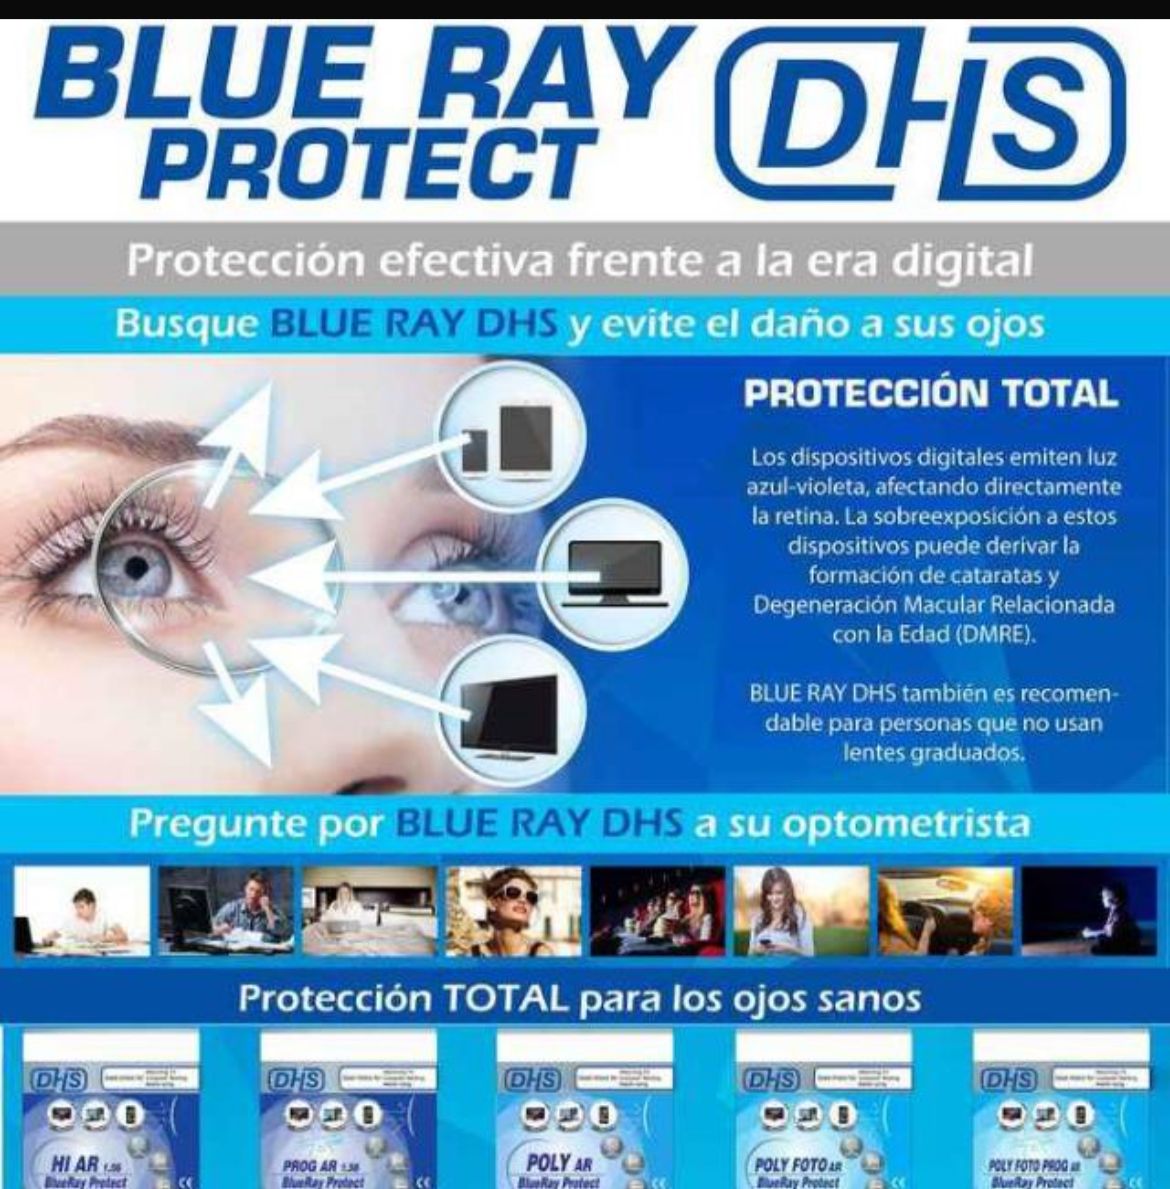 BLUE RAY
PROTECT
DHS
Protección efectiva frente a la era digital
Busque BLUE RAY DHS y evite el daño a sus ojos
PROTECCIÓN TOTAL
Los dispositivos digitales emiten luz
azul-violeta, afectando directamente
la retina. La sobreexposición a estos
dispositivos puede derivar la
formación de cataratas y
Degeneración Macular Relacionada
con la Edad (DMRE).
BLUE RAY DHS también es recomen-
dable para personas que no usan
lentes graduados.
Pregunte por BLUE RAY DHS a su optometrista
Protección TOTAL para los ojos sanos
DHS
HI AR 1.56
BlueRay Protect
DHS
PROG AR 1.56
BlueRay Protect
DHS
POLY AR
BlueRay Protect
DHS
POLY FOTO AR
BlueRay Protect
DHS
POLY FOTO PROG AR
BlueRay Protect